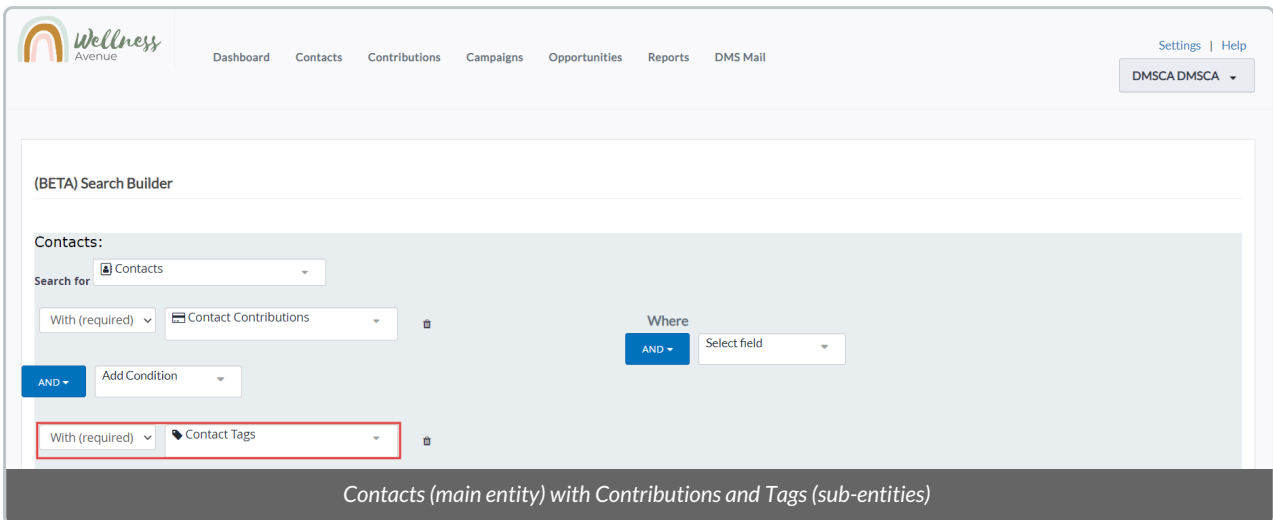 Wellness
Avenue
Dashboard Contacts Contributions Campaigns Opportunities Reports DMS Mail
Settings | Help
DMSCA DMSCA
(BETA) Search Builder
Contacts:
Search for Contacts
With (required) Contact Contributions
Where
AND Select field
AND Add Condition
With (required) Contact Tags
Contacts (main entity) with Contributions and Tags (sub-entities)